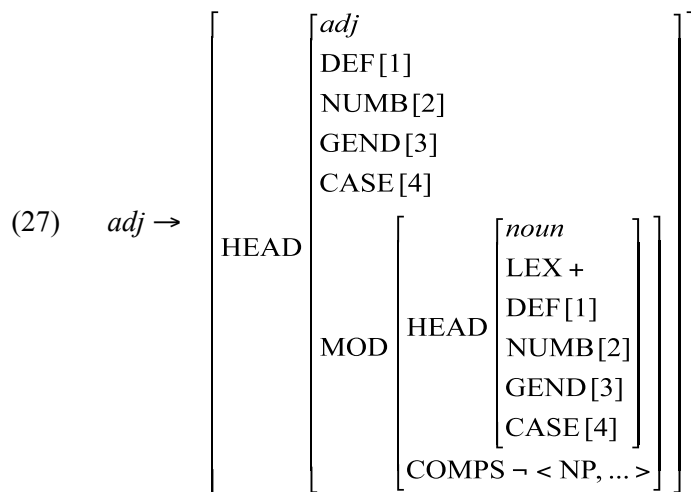 adj
DEF[1]
NUMB[2]
GEND[3]
CASE[4]
(27) adj →
HEAD
noun
LEX +
DEF[1]
MOD
HEAD
NUMB[2]
GEND[3]
CASE[4]
COMPS ¬ < NP, ... >